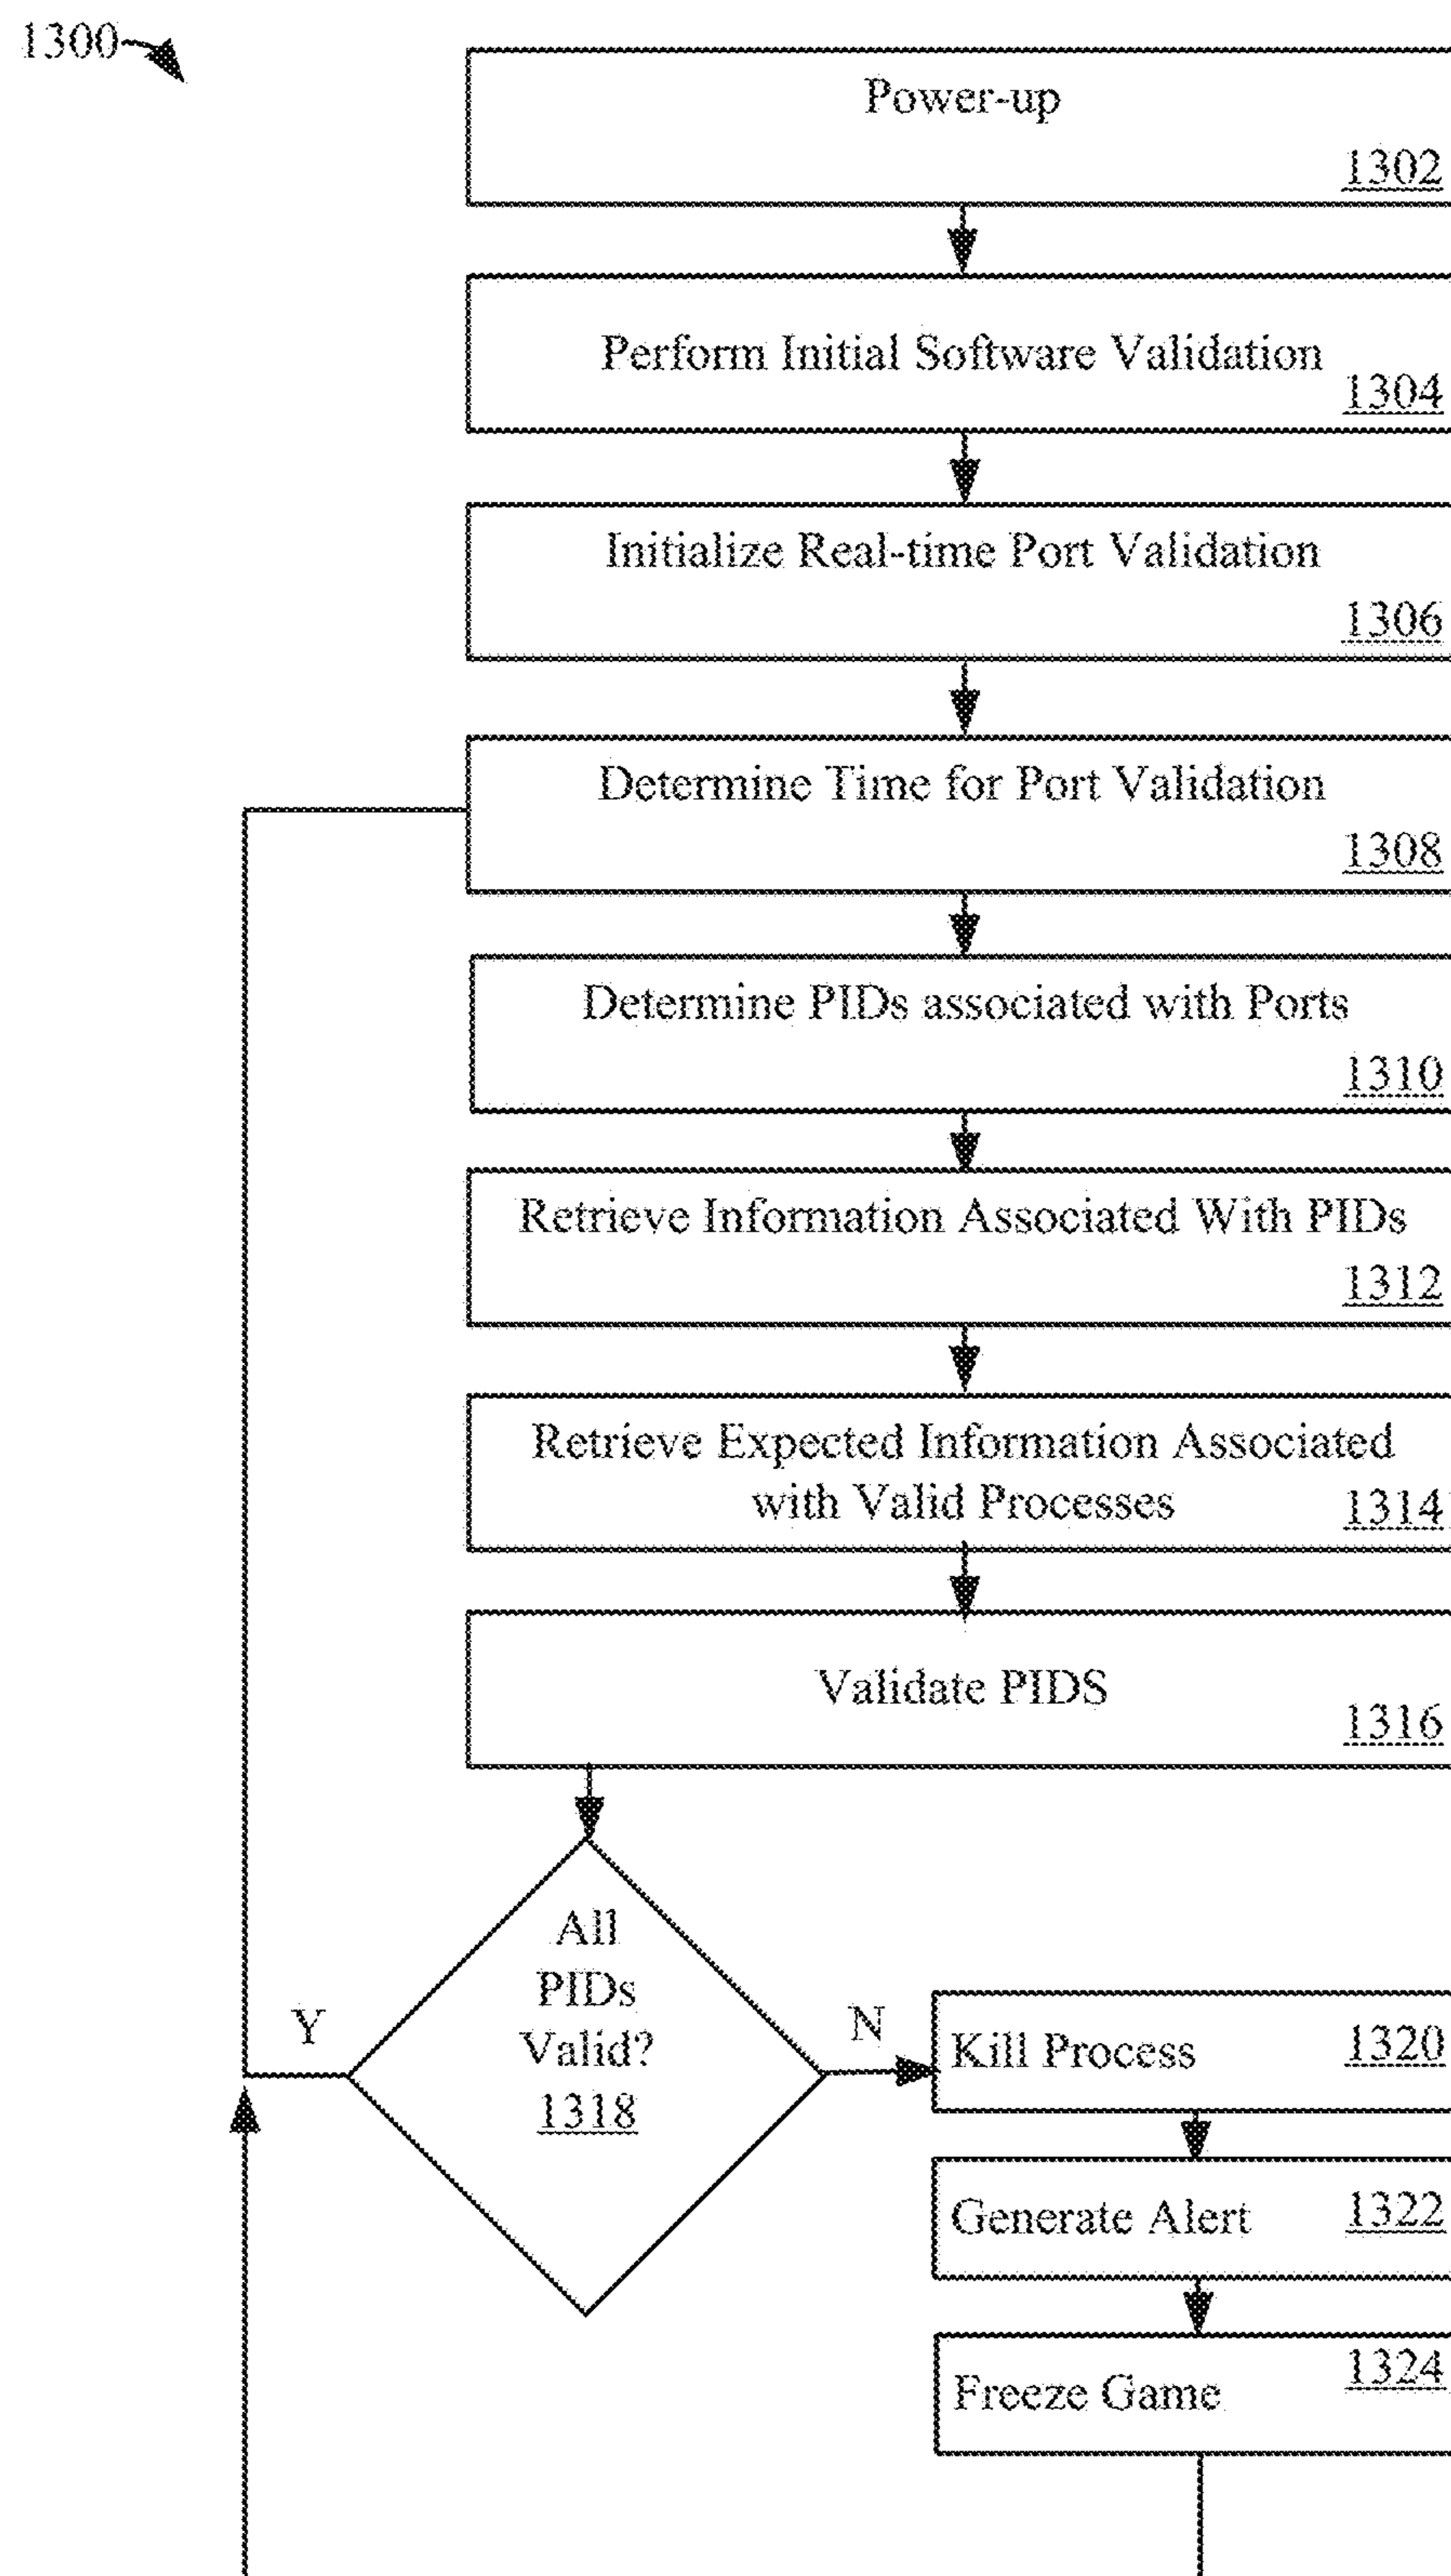 1300
Power-up
1302
Perform Initial Software Validation
1304
Initialize Real-time Port Validation
1306
Determine Time for Port Validation
1308
Determine PIDs associated with Ports
1310
Retrieve Information Associated With PIDs
1312
Retrieve Expected Information Associated
with Valid Processes
1314
Validate PIDS
1316
All
PIDs
Valid?
1318
Y
N
Kill Process
1320
Generate Alert
1322
Freeze Game
1324